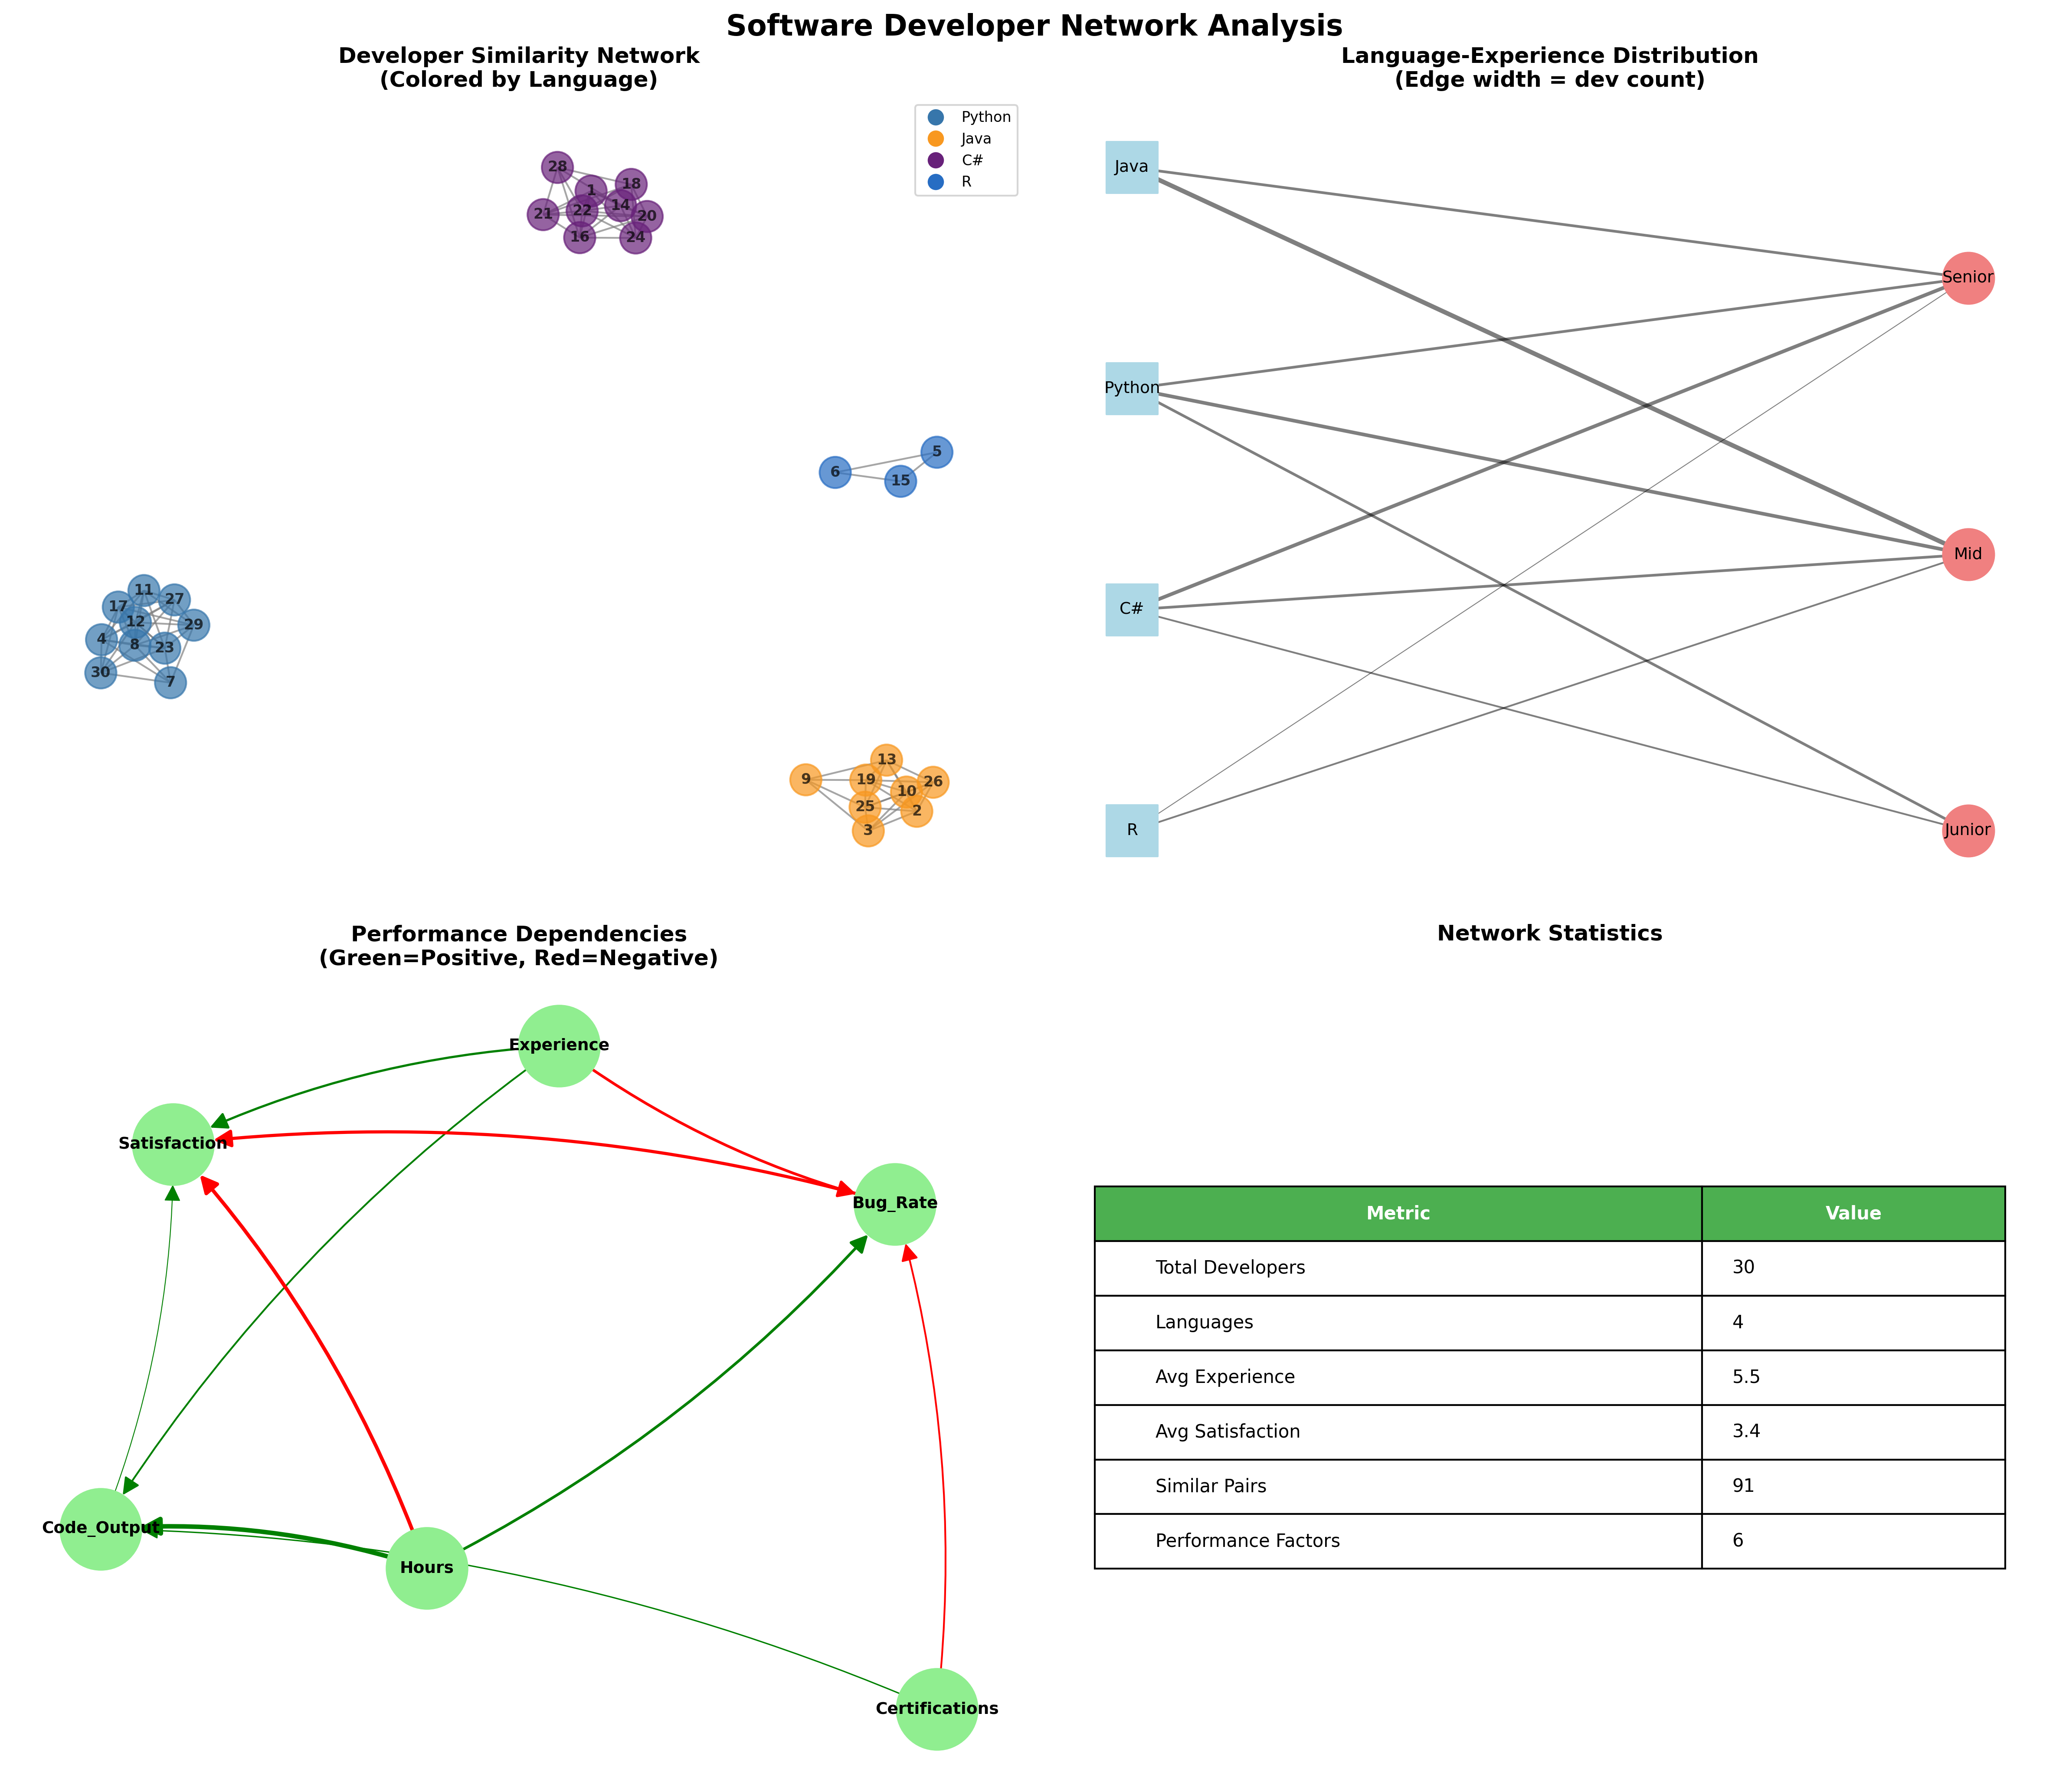 Software Developer Network Analysis
Developer Similarity Network
(Colored by Language)
Python
Java
C#
R
28
1
18
21
22
14
20
16
24
5
6
15
11
27
17
12
29
4
8
23
30
7
13
9
19
26
10
25
2
3
Language-Experience Distribution
(Edge width = dev count)
Java
Senior
Python
Mid
C#
R
Junior
Performance Dependencies
(Green=Positive, Red=Negative)
Experience
Satisfaction
Bug_Rate
Code_Output
Hours
Certifications
Network Statistics
Metric Value
Total Developers 30
Languages 4
Avg Experience 5.5
Avg Satisfaction 3.4
Similar Pairs 91
Performance Factors 6